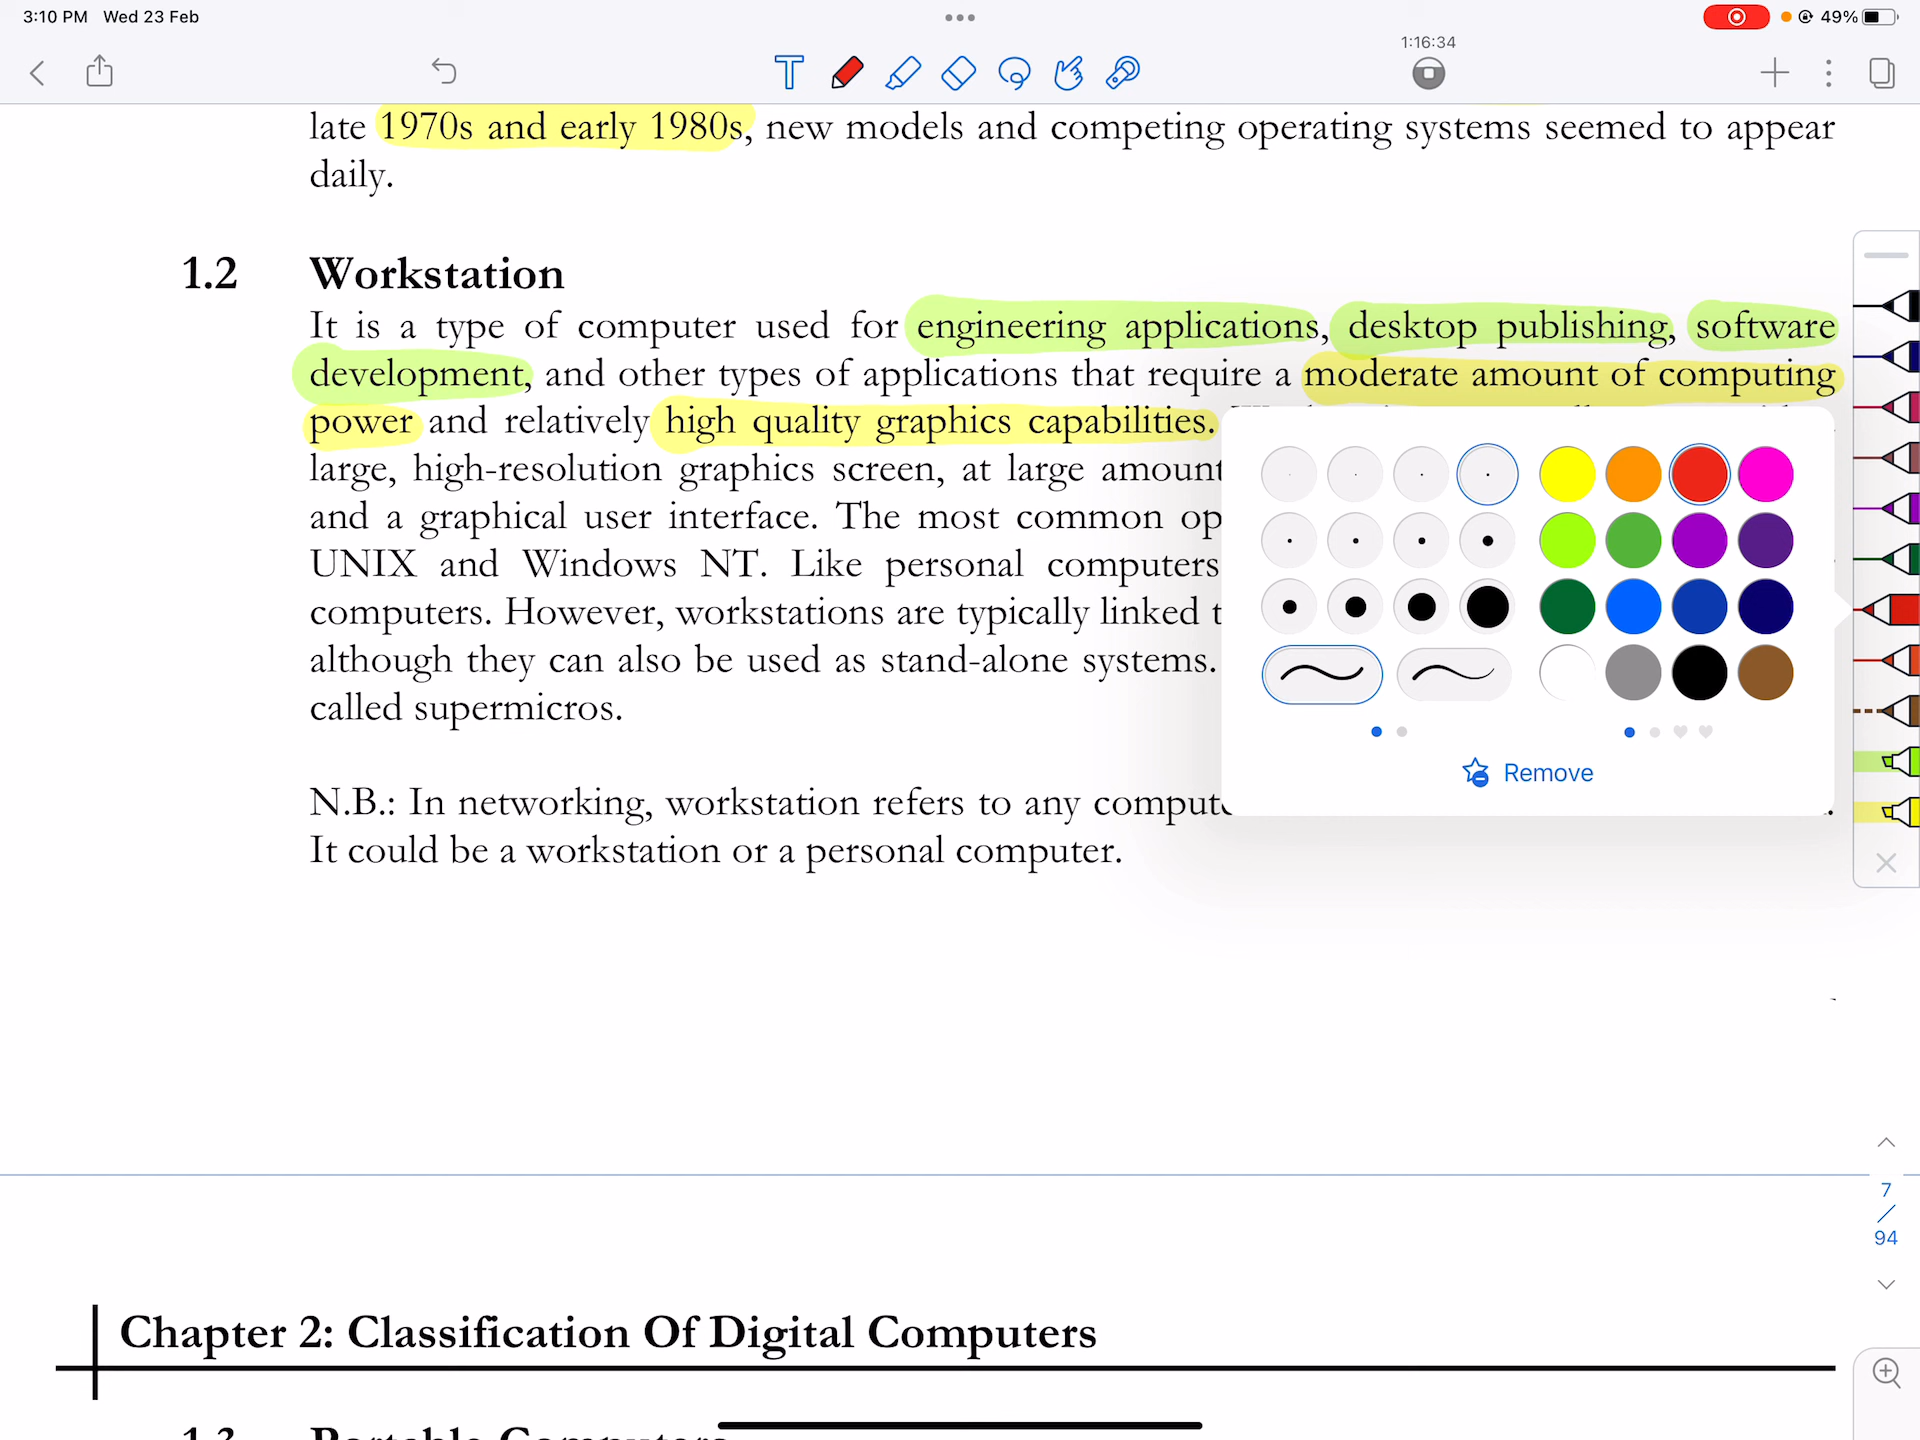 3:10 PM Wed 23 Feb
49%
1:16:34
late 1970s and early 1980s, new models and competing operating systems seemed to appear
daily.
1.2 Workstation
It is a type of computer used for engineering applications, desktop publishing, software
development, and other types of applications that require a moderate amount of computing
power and relatively high quality graphics capabilities.
large, high-resolution graphics screen, at large amount
and a graphical user interface. The most common op
UNIX and Windows NT. Like personal computers
computers. However, workstations are typically linked t
although they can also be used as stand-alone systems.
called supermicros.
Remove
N.B.: In networking, workstation refers to any compute
It could be a workstation or a personal computer.
7
/
94
Chapter 2: Classification Of Digital Computers
1.3 Portable Computers